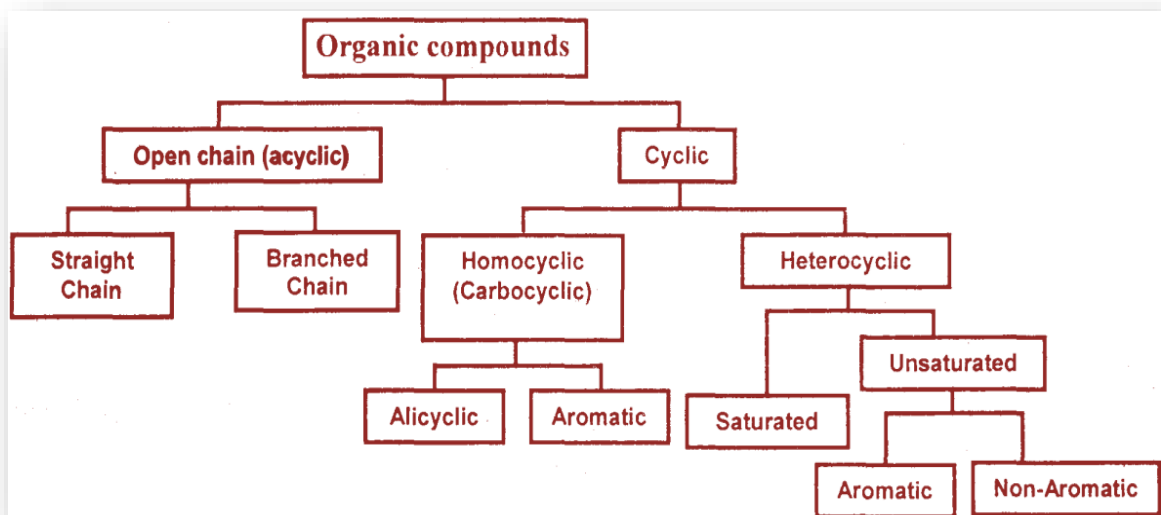 Organic compounds
Open chain (acyclic)
Cyclic
Straight
Chain
Branched
Chain
Homocyclic
(Carbocyclic)
Heterocyclic
Unsaturated
Alicyclic
Aromatic
Saturated
Aromatic
Non-Aromatic